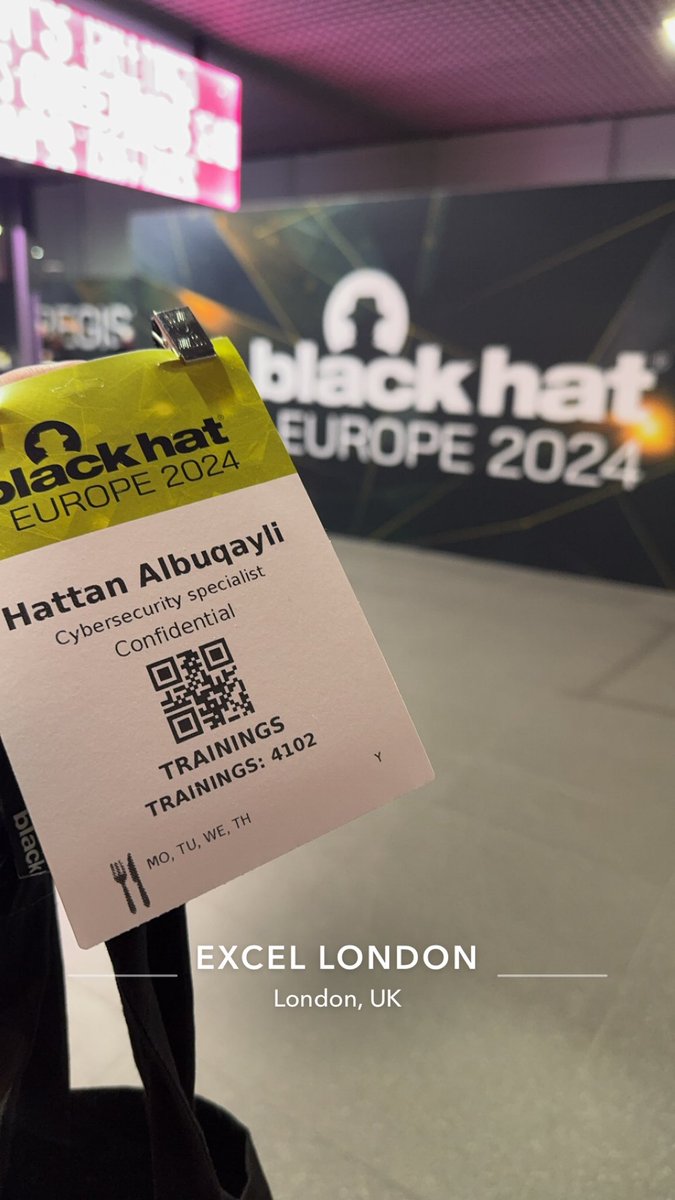 black hat®
EUROPE 2024
black hat®
EUROPE 2024
Hattan Albuqayli
Cybersecurity specialist
Confidential
TRAININGS
TRAININGS: 4102
Y
MO, TU, WE, TH
black
EXCEL LONDON
London, UK